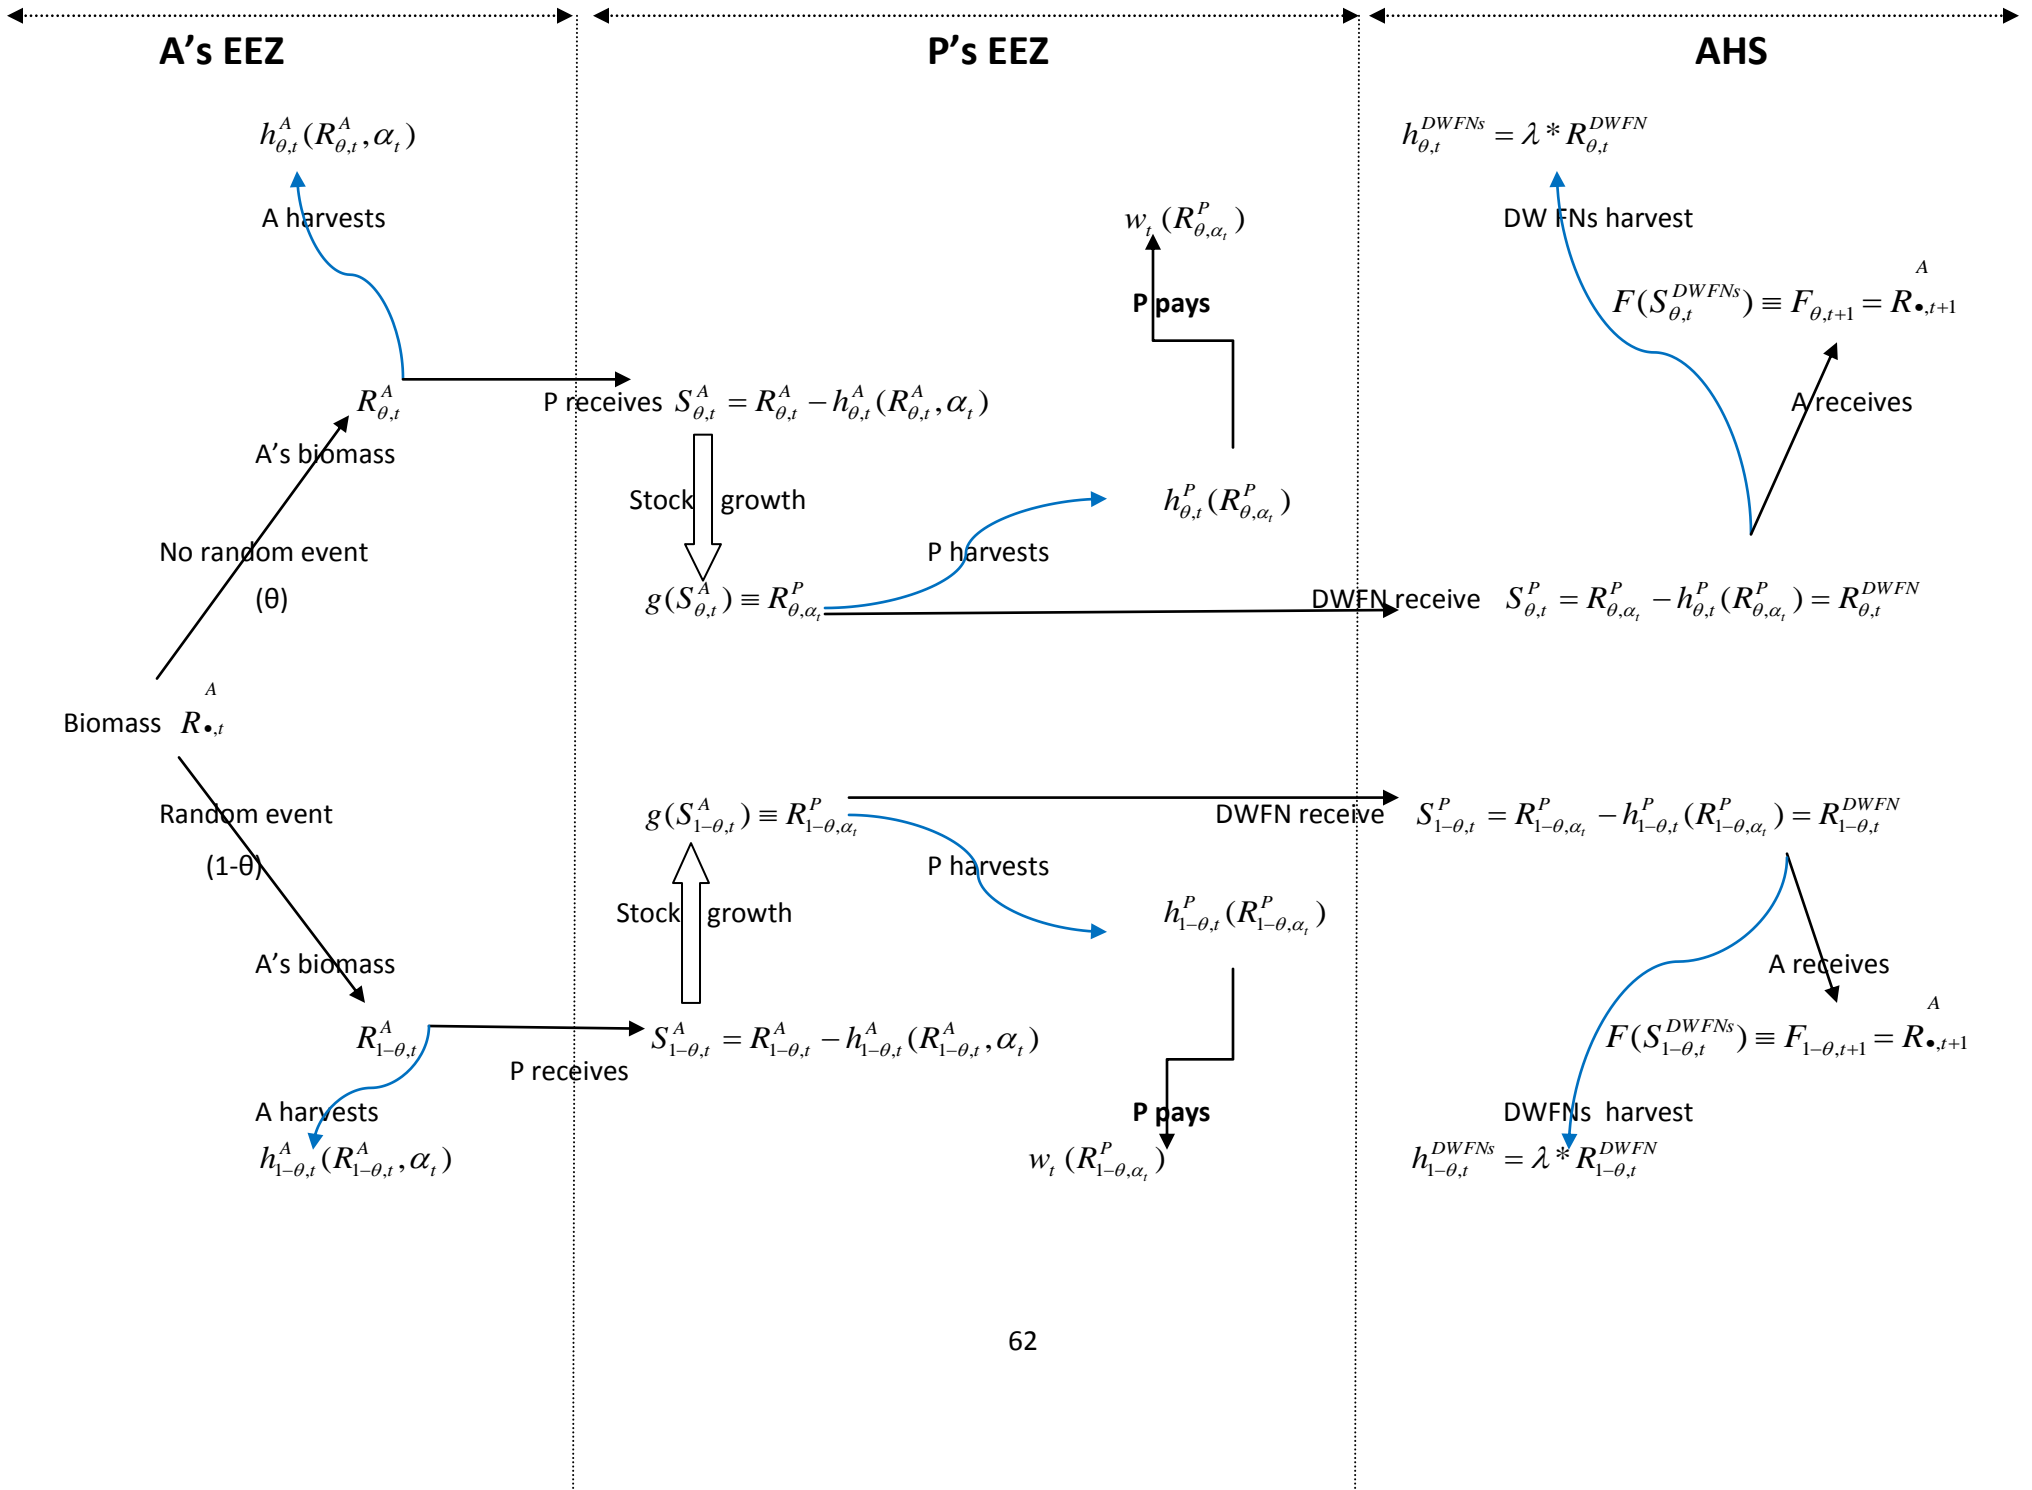 A’s EEZ P’s EEZ AHS
h^A_{θ,t}(R^A_{θ,t}, α_t)
h^{DWFNs}_{θ,t} = λ * R^{DWFN}_{θ,t}
A harvests
w_t(R^P_{θ,α_t})
DW FNs harvest
P pays
F(S^{DWFNs}_{θ,t}) ≡ F_{θ,t+1} = R^A_{•,t+1}
R^A_{θ,t}
P receives S^A_{θ,t} = R^A_{θ,t} − h^A_{θ,t}(R^A_{θ,t}, α_t)
A receives
A’s biomass
Stock growth
h^P_{θ,t}(R^P_{θ,α_t})
No random event
P harvests
(θ)
g(S^A_{θ,t}) ≡ R^P_{θ,α_t}
DWFN receive S^P_{θ,t} = R^P_{θ,α_t} − h^P_{θ,t}(R^P_{θ,α_t}) = R^{DWFN}_{θ,t}
Biomass R^A_{•,t}
Random event
g(S^A_{1−θ,t}) ≡ R^P_{1−θ,α_t}
DWFN receive S^P_{1−θ,t} = R^P_{1−θ,α_t} − h^P_{1−θ,t}(R^P_{1−θ,α_t}) = R^{DWFN}_{1−θ,t}
(1-θ)
P harvests
Stock growth
h^P_{1−θ,t}(R^P_{1−θ,α_t})
A’s biomass
A receives
R^A_{1−θ,t}
S^A_{1−θ,t} = R^A_{1−θ,t} − h^A_{1−θ,t}(R^A_{1−θ,t}, α_t)
F(S^{DWFNs}_{1−θ,t}) ≡ F_{1−θ,t+1} = R^A_{•,t+1}
P receives
A harvests
P pays
DWFNs harvest
h^A_{1−θ,t}(R^A_{1−θ,t}, α_t)
w_t(R^P_{1−θ,α_t})
h^{DWFNs}_{1−θ,t} = λ * R^{DWFN}_{1−θ,t}
62